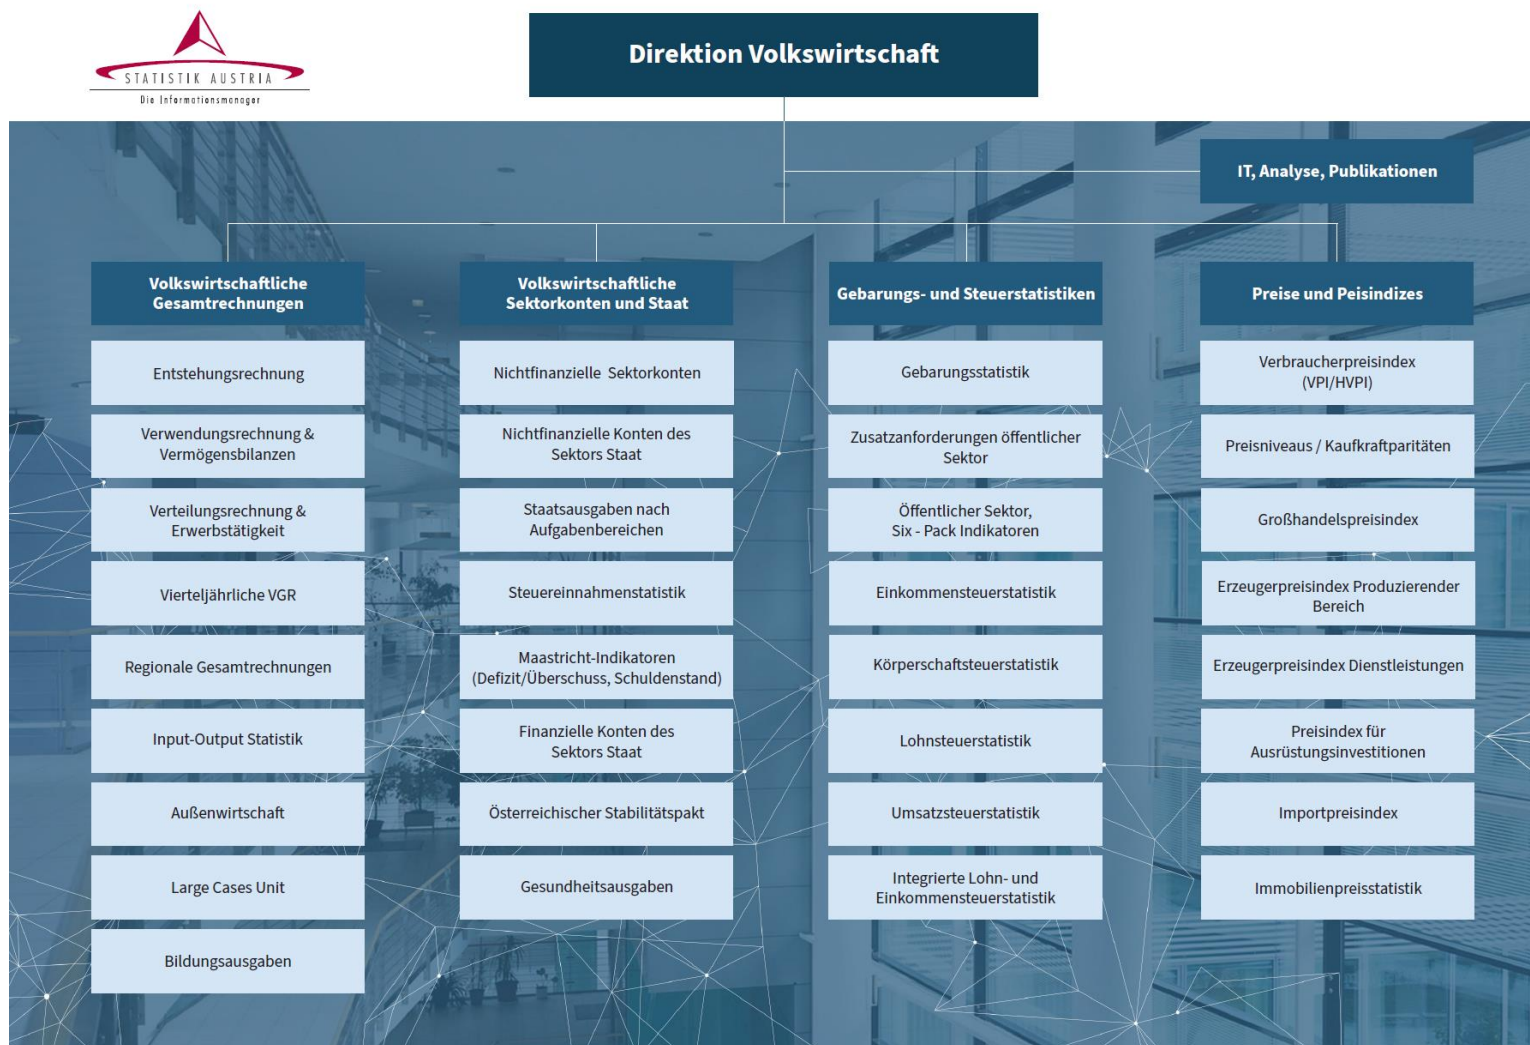 STATISTIK AUSTRIA
Die Informationsmanager
Direktion Volkswirtschaft
IT, Analyse, Publikationen
Volkswirtschaftliche
Gesamtrechnungen
Entstehungsrechnung
Verwendungsrechnung &
Vermögensbilanzen
Verteilungsrechnung &
Erwerbstätigkeit
Vierteljährliche VGR
Regionale Gesamtrechnungen
Input-Output Statistik
Außenwirtschaft
Large Cases Unit
Bildungsausgaben
Volkswirtschaftliche
Sektorkonten und Staat
Nichtfinanzielle Sektorkonten
Nichtfinanzielle Konten des
Sektors Staat
Staatsausgaben nach
Aufgabenbereichen
Steuereinnahmenstatistik
Maastricht-Indikatoren
(Defizit/Überschuss, Schuldenstand)
Finanzielle Konten des
Sektors Staat
Österreichischer Stabilitätspakt
Gesundheitsausgaben
Gebarungs- und Steuerstatistiken
Gebarungsstatistik
Zusatzanforderungen öffentlicher
Sektor
Öffentlicher Sektor,
Six - Pack Indikatoren
Einkommensteuerstatistik
Körperschaftsteuerstatistik
Lohnsteuerstatistik
Umsatzsteuerstatistik
Integrierte Lohn- und
Einkommensteuerstatistik
Preise und Peisindizes
Verbraucherpreisindex
(VPI/HVPI)
Preisniveaus / Kaufkraftparitäten
Großhandelspreisindex
Erzeugerpreisindex Produzierender
Bereich
Erzeugerpreisindex Dienstleistungen
Preisindex für
Ausrüstungsinvestitionen
Importpreisindex
Immobilienpreisstatistik